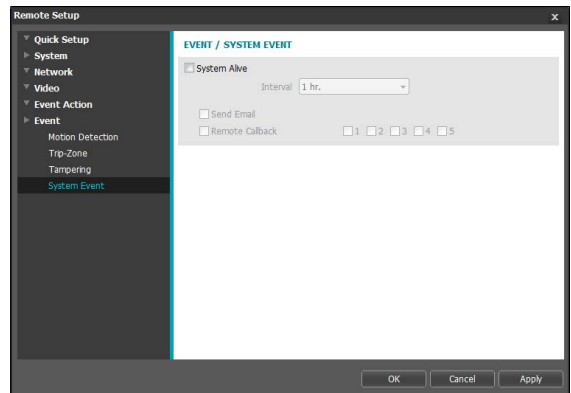 Remote Setup x
Quick Setup
System
Network
Video
Event Action
Event
Motion Detection
Trip-Zone
Tampering
System Event
EVENT / SYSTEM EVENT
System Alive
Interval 1 hr.
Send Email
Remote Calback 1 2 3 4 5
OK Cancel Apply